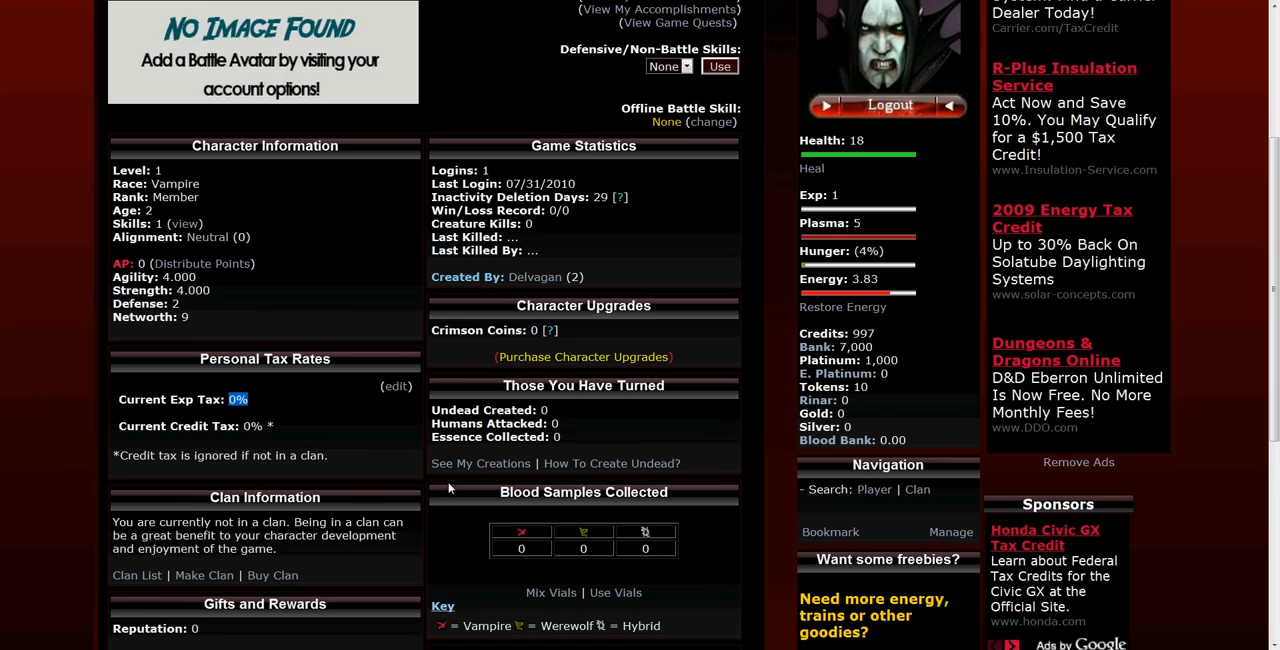 NO IMAGE FOUND
Add a Battle Avatar by visiting your
account options!
(View My Accomplishments)
(View Game Quests)
Defensive/Non-Battle Skills:
None Use
Offline Battle Skill:
None (change)
Character Information
Level: 1
Race: Vampire
Rank: Member
Age: 2
Skills: 1 (view)
Alignment: Neutral (0)
AP: 0 (Distribute Points)
Agility: 4.000
Strength: 4.000
Defense: 2
Networth: 9
Personal Tax Rates
(edit)
Current Exp Tax: 0%
Current Credit Tax: 0% *
*Credit tax is ignored if not in a clan.
Clan Information
You are currently not in a clan. Being in a clan can
be a great benefit to your character development
and enjoyment of the game.
Clan List | Make Clan | Buy Clan
Gifts and Rewards
Reputation: 0
Game Statistics
Logins: 1
Last Login: 07/31/2010
Inactivity Deletion Days: 29 [?]
Win/Loss Record: 0/0
Creature Kills: 0
Last Killed: ...
Last Killed By: ...
Created By: Delvagan (2)
Character Upgrades
Crimson Coins: 0 [?]
(Purchase Character Upgrades)
Those You Have Turned
Undead Created: 0
Humans Attacked: 0
Essence Collected: 0
See My Creations | How To Create Undead?
Blood Samples Collected
0 0 0
Mix Vials | Use Vials
Key
= Vampire = Werewolf = Hybrid
Logout
Health: 18
Heal
Exp: 1
Plasma: 5
Hunger: (4%)
Energy: 3.83
Restore Energy
Credits: 997
Bank: 7,000
Platinum: 1,000
E. Platinum: 0
Tokens: 10
Rinar: 0
Gold: 0
Silver: 0
Blood Bank: 0.00
Navigation
- Search: Player | Clan
Bookmark Manage
Want some freebies?
Need more energy,
trains or other
goodies?
Dealer Today!
Carrier.com/TaxCredit
R-Plus Insulation
Service
Act Now and Save
10%. You May Qualify
for a $1,500 Tax
Credit!
www.Insulation-Service.com
2009 Energy Tax
Credit
Up to 30% Back On
Solatube Daylighting
Systems
www.solar-concepts.com
Dungeons &
Dragons Online
D&D Eberron Unlimited
Is Now Free. No More
Monthly Fees!
www.DDO.com
Remove Ads
Sponsors
Honda Civic GX
Tax Credit
Learn about Federal
Tax Credits for the
Civic GX at the
Official Site.
www.honda.com
Ads by Google